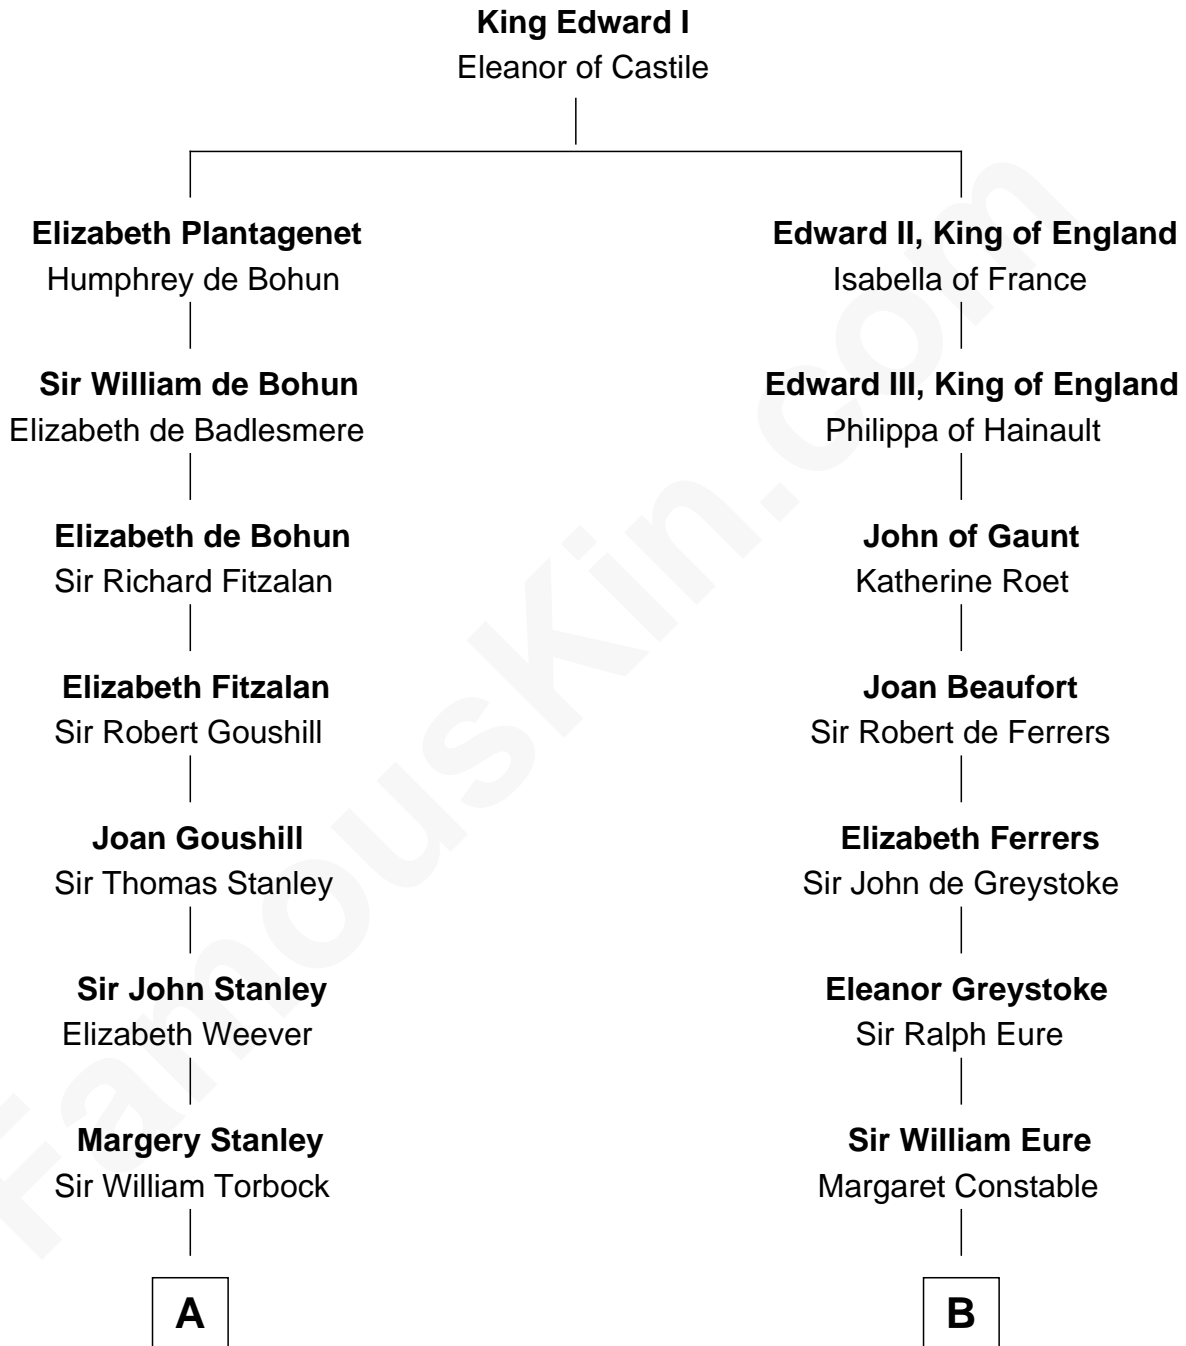 King Edward I
Eleanor of Castile
Elizabeth Plantagenet
Humphrey de Bohun
Edward II, King of England
Isabella of France
Sir William de Bohun
Elizabeth de Badlesmere
Edward III, King of England
Philippa of Hainault
Elizabeth de Bohun
Sir Richard Fitzalan
John of Gaunt
Katherine Roet
Elizabeth Fitzalan
Sir Robert Goushill
Joan Beaufort
Sir Robert de Ferrers
Joan Goushill
Sir Thomas Stanley
Elizabeth Ferrers
Sir John de Greystoke
Sir John Stanley
Elizabeth Weever
Eleanor Greystoke
Sir Ralph Eure
Margery Stanley
Sir William Torbock
Sir William Eure
Margaret Constable
A
B
FamousKin.com